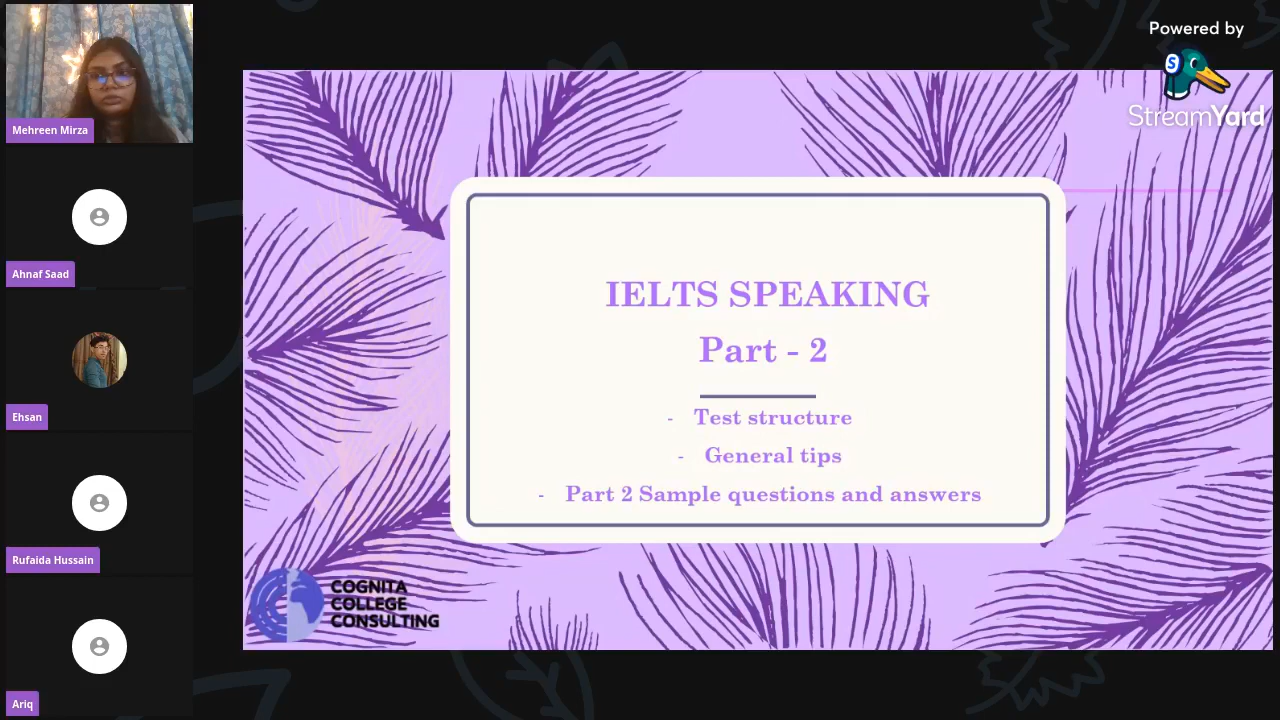 Powered by
StreamYard
Mehreen Mirza
Ahnaf Saad
Ehsan
Rufaida Hussain
Ariq
IELTS SPEAKING
Part - 2
- Test structure
- General tips
- Part 2 Sample questions and answers
COGNITA
COLLEGE
CONSULTING